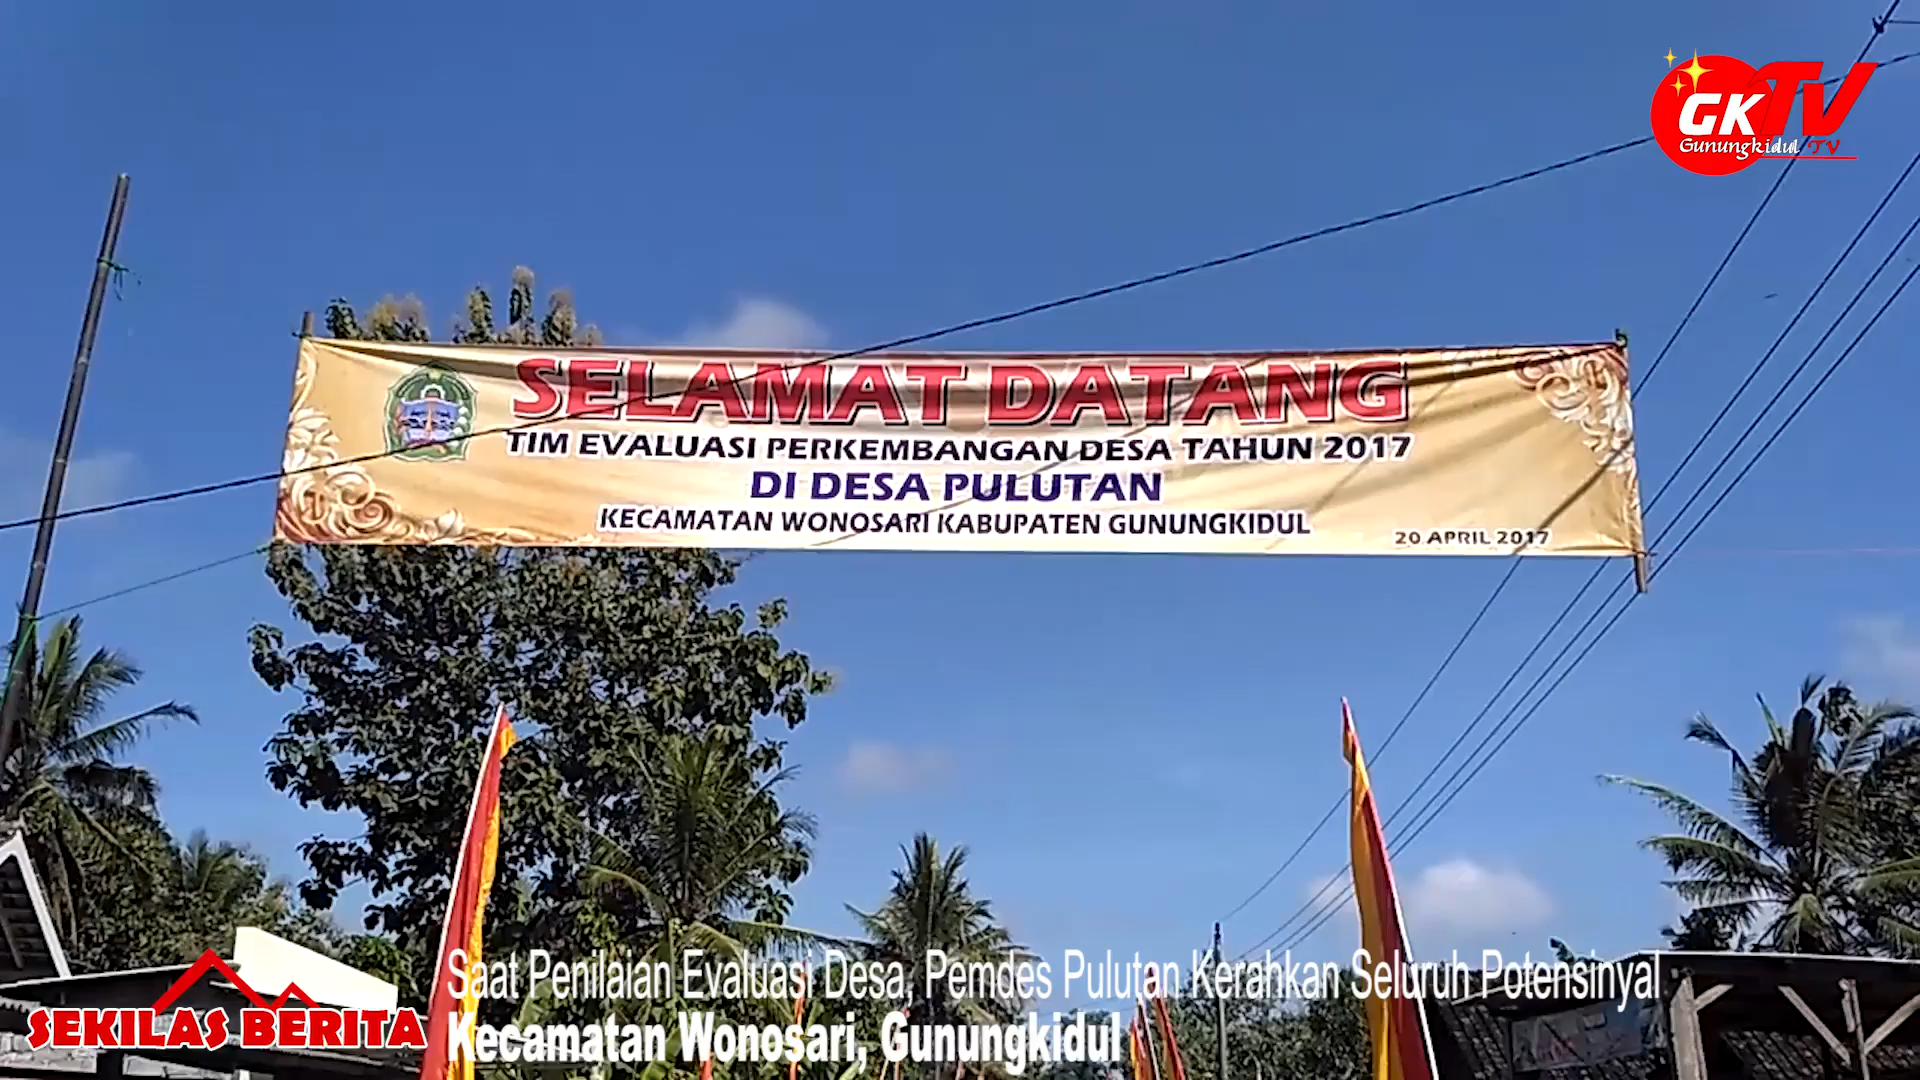 GKTV
Gunungkidul TV
SELAMAT DATANG
TIM EVALUASI PERKEMBANGAN DESA TAHUN 2017
DI DESA PULUTAN
KECAMATAN WONOSARI KABUPATEN GUNUNGKIDUL
20 APRIL 2017
Saat Penilaian Evaluasi Desa, Pemdes Pulutan Kerahkan Seluruh Potensinyal
SEKILAS BERITA
Kecamatan Wonosari, Gunungkidul